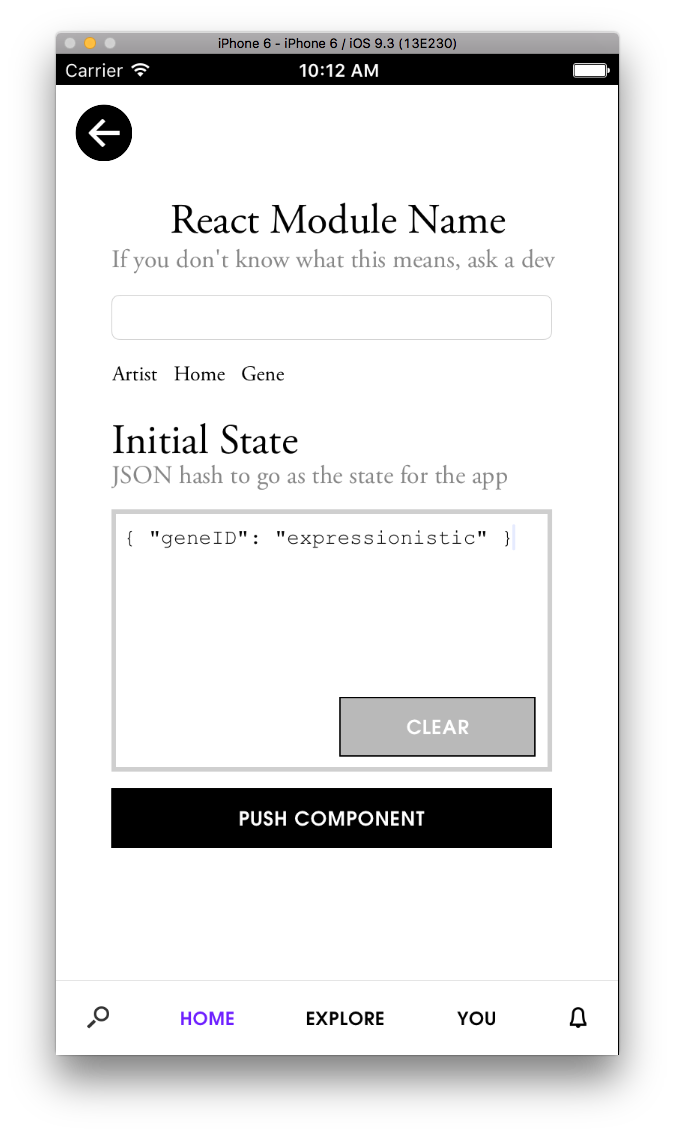 iPhone 6 - iPhone 6 / iOS 9.3 (13E230)
Carrier 10:12 AM
React Module Name
If you don't know what this means, ask a dev
Artist Home Gene
Initial State
JSON hash to go as the state for the app
{ "geneID": "expressionistic" }
CLEAR
PUSH COMPONENT
HOME EXPLORE YOU